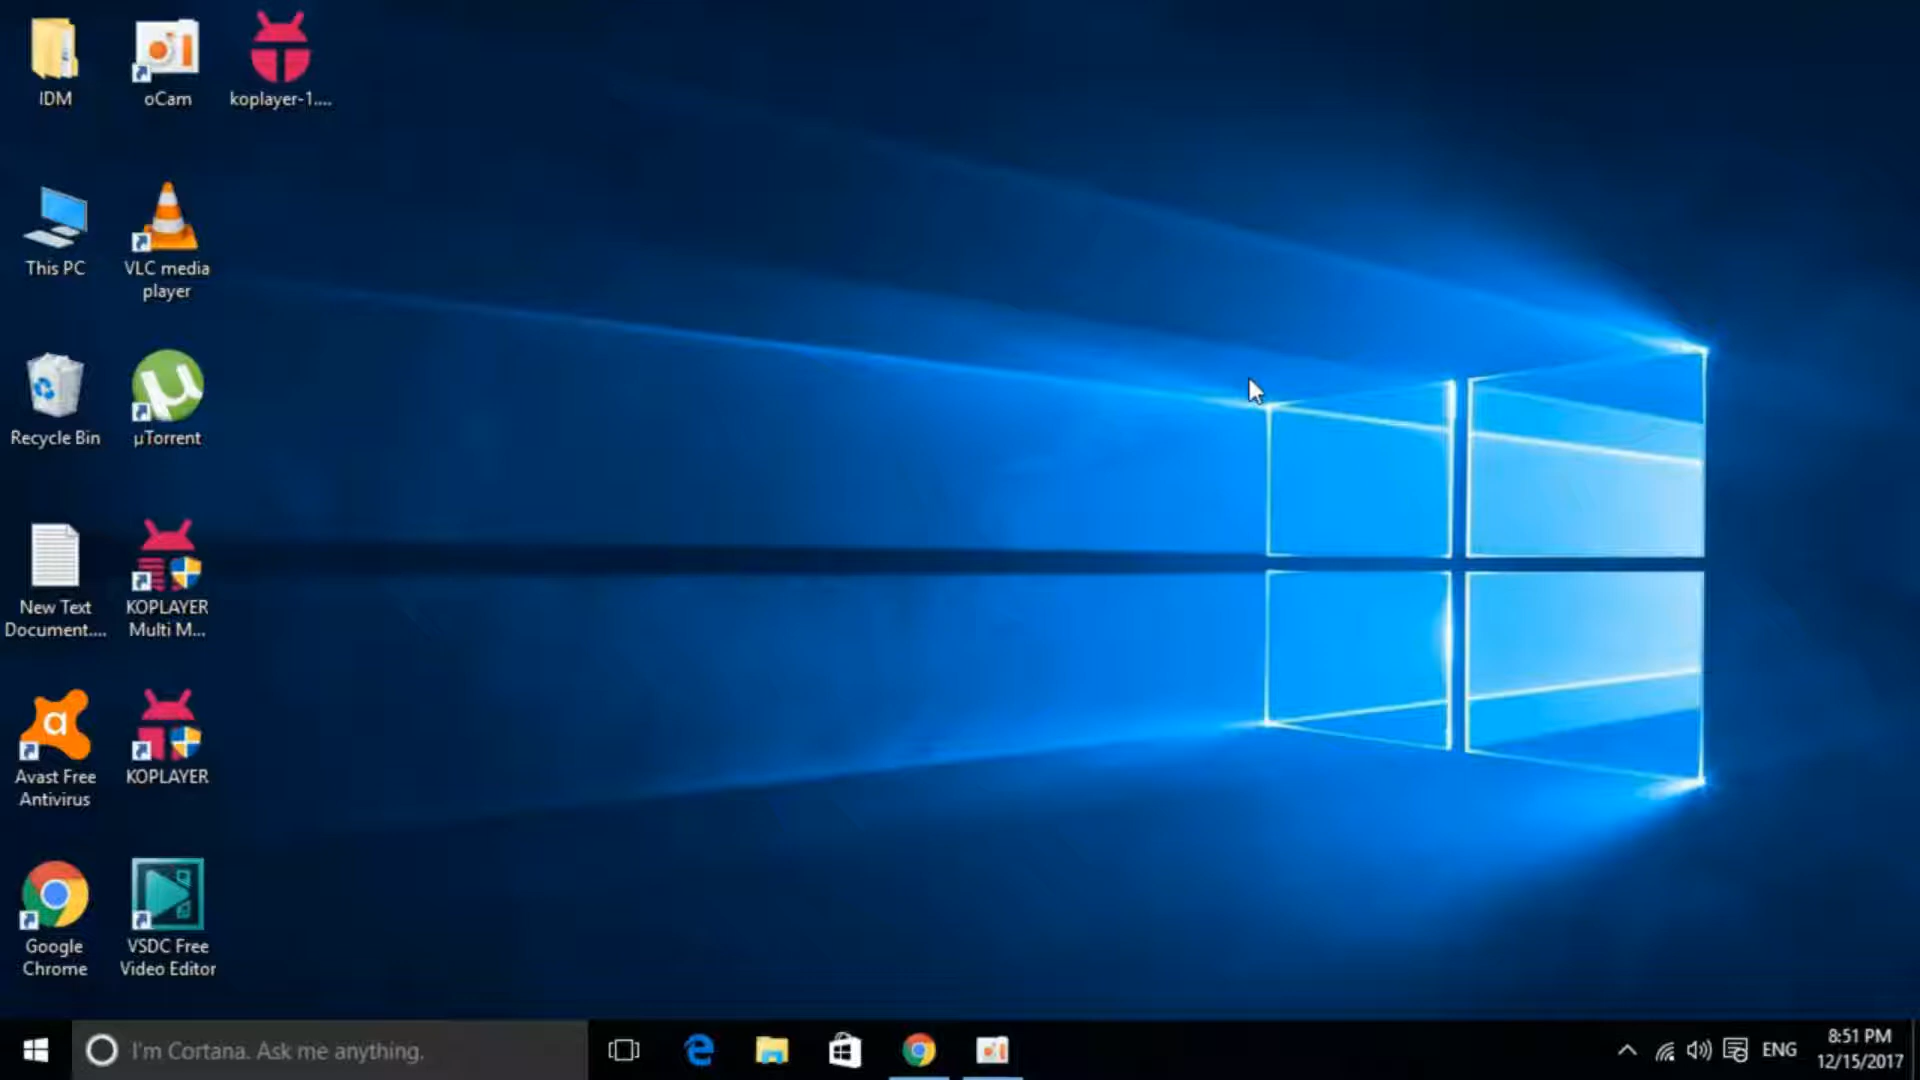 IDM
oCam
koplayer-1....
This PC
VLC media
player
Recycle Bin
µTorrent
New Text
Document....
KOPLAYER
Multi M...
Avast Free
Antivirus
KOPLAYER
Google
Chrome
VSDC Free
Video Editor
I'm Cortana. Ask me anything.
ENG
8:51 PM
12/15/2017